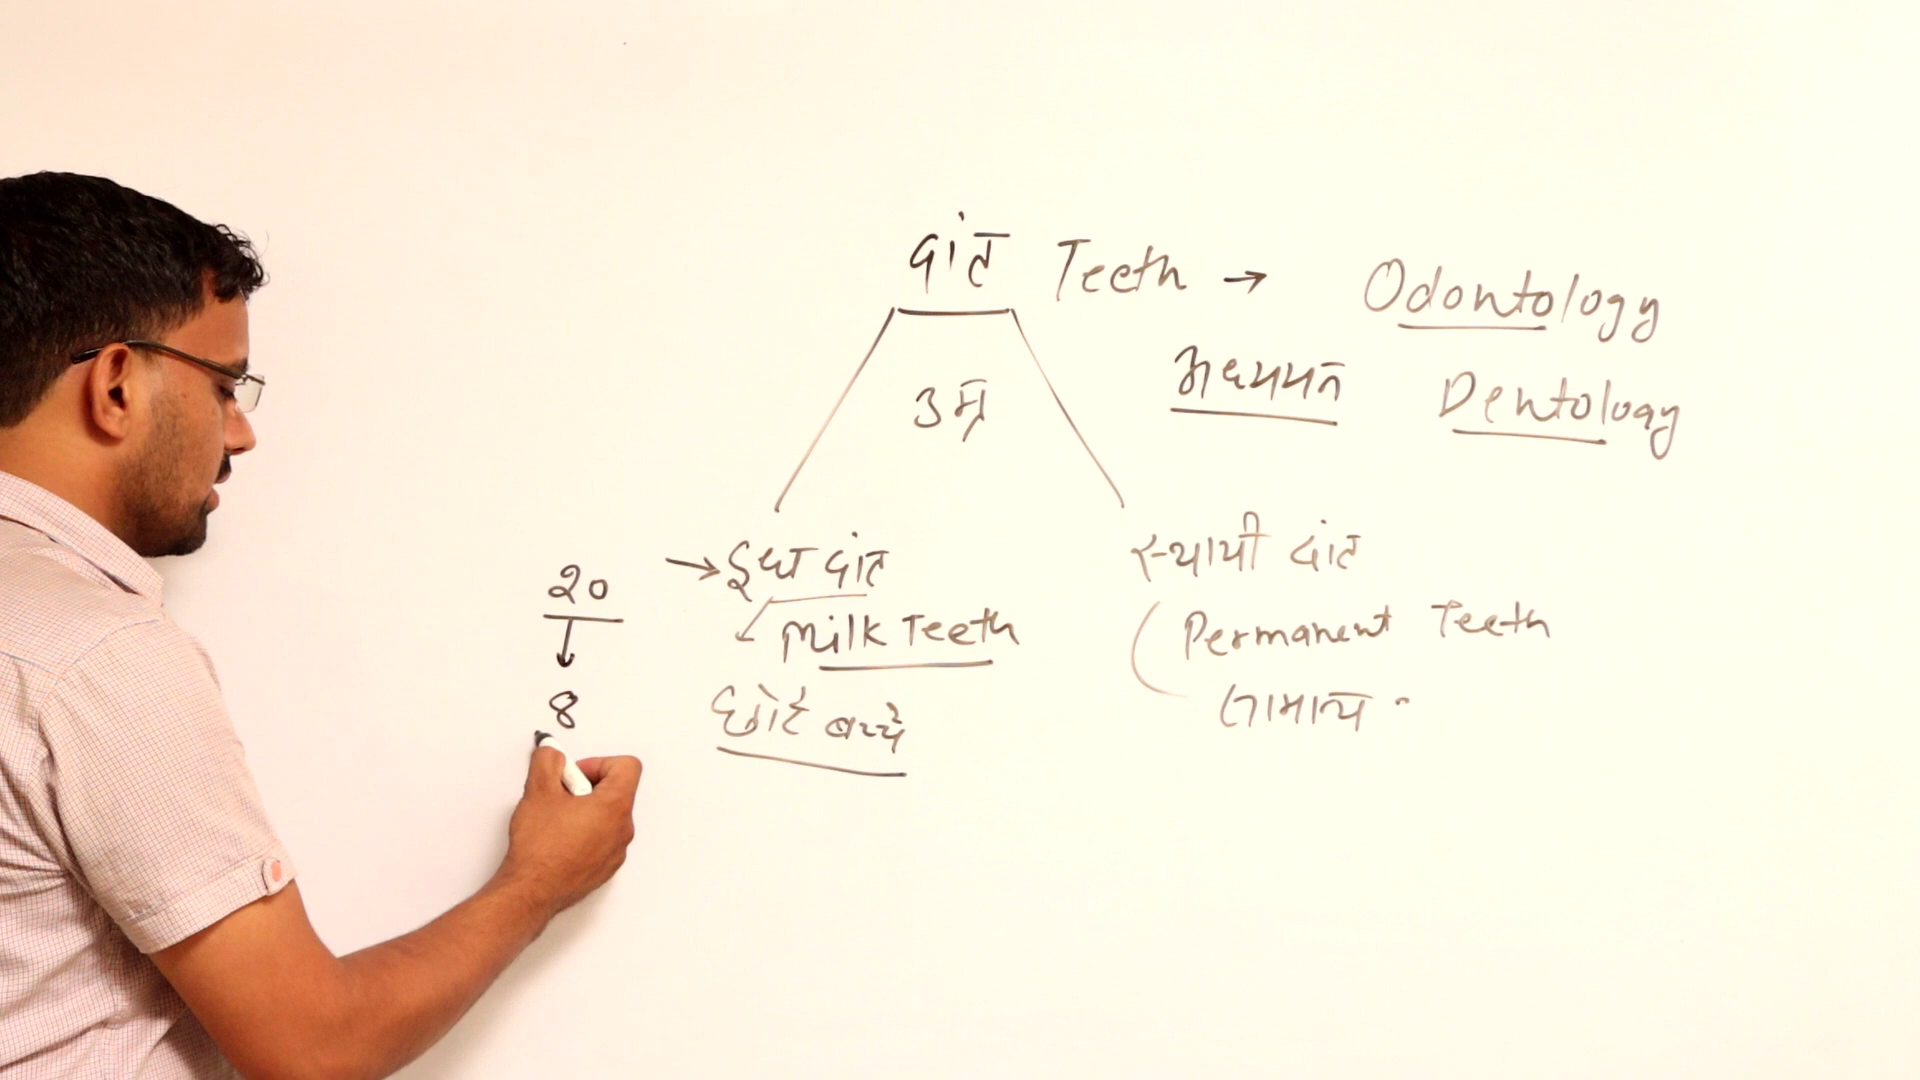 दांत Teeth → Odontology
उम्र अध्ययन Dentology
20 → दुध दांत स्थायी दांत
Milk Teeth Permanent Teeth
8 छोटे बच्चे सामान्य